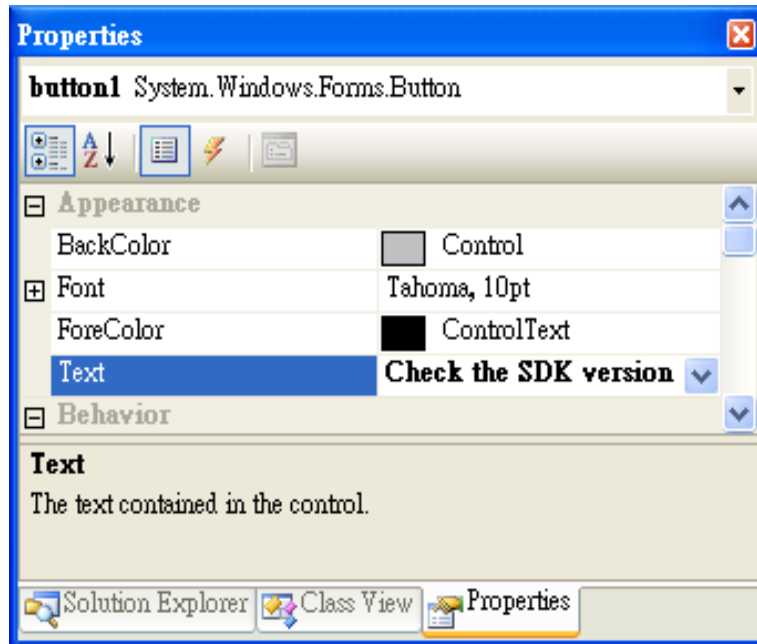 Properties
button1 System.Windows.Forms.Button
A
Z
Appearance
BackColor Control
Font Tahoma, 10pt
ForeColor ControlText
Text Check the SDK version
Behavior
Text
The text contained in the control.
Solution Explorer Class View Properties